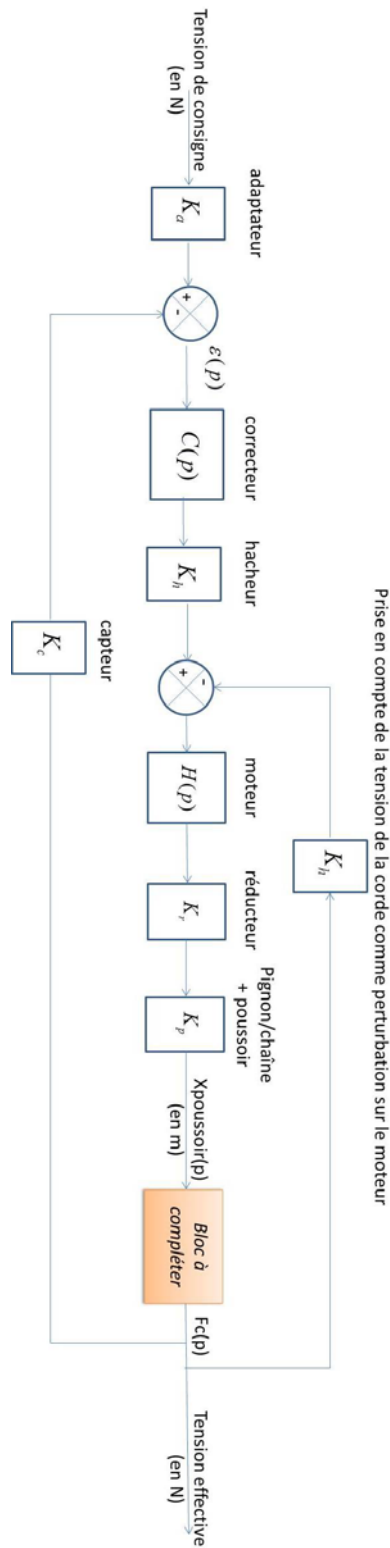 Prise en compte de la tension de la corde comme perturbation sur le moteur
K_h
Tension de consigne
(en N)
adaptateur
K_a
+
-
ε(p)
correcteur
C(p)
hacheur
K_h
-
+
moteur
H(p)
réducteur
K_r
Pignon/chaîne
+ poussoir
K_p
Xpoussoir(p)
(en m)
Bloc à
compléter
Fc(p)
Tension effective
(en N)
capteur
K_c